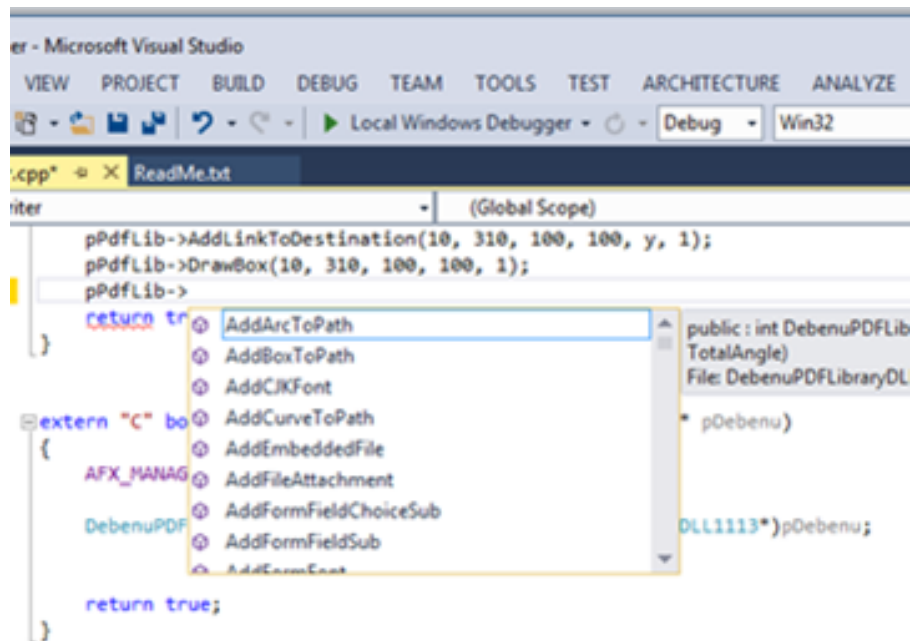 er - Microsoft Visual Studio
VIEW PROJECT BUILD DEBUG TEAM TOOLS TEST ARCHITECTURE ANALYZE
Local Windows Debugger Debug Win32
.cpp* ReadMe.txt
riter (Global Scope)
pPdfLib->AddLinkToDestination(10, 310, 100, 100, y, 1);
pPdfLib->DrawBox(10, 310, 100, 100, 1);
pPdfLib->
return tr
}
AddArcToPath
AddBoxToPath
AddCJKFont
AddCurveToPath
AddEmbeddedFile
AddFileAttachment
AddFormFieldChoiceSub
AddFormFieldSub
AddFormFont
public : int DebenuPDFLib
TotalAngle)
File: DebenuPDFLibraryDL
extern "C" bo * pDebenu)
{
AFX_MANAG
DebenuPDF DLL1113*)pDebenu;
return true;
}